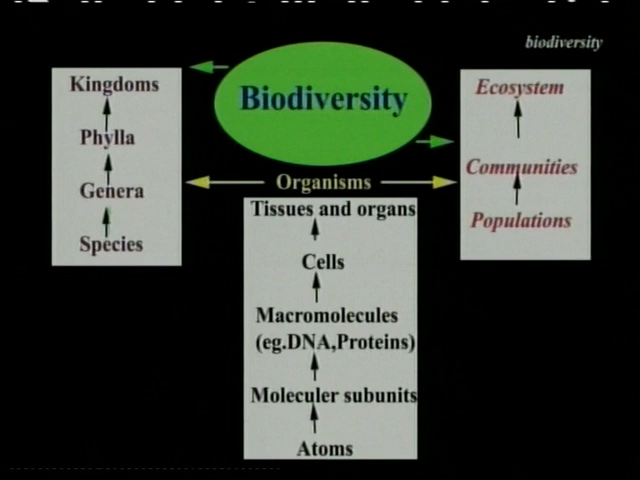 biodiversity
Biodiversity
Kingdoms
Phylla
Genera
Species
Ecosystem
Communities
Populations
Organisms
Tissues and organs
Cells
Macromolecules
(eg.DNA,Proteins)
Moleculer subunits
Atoms